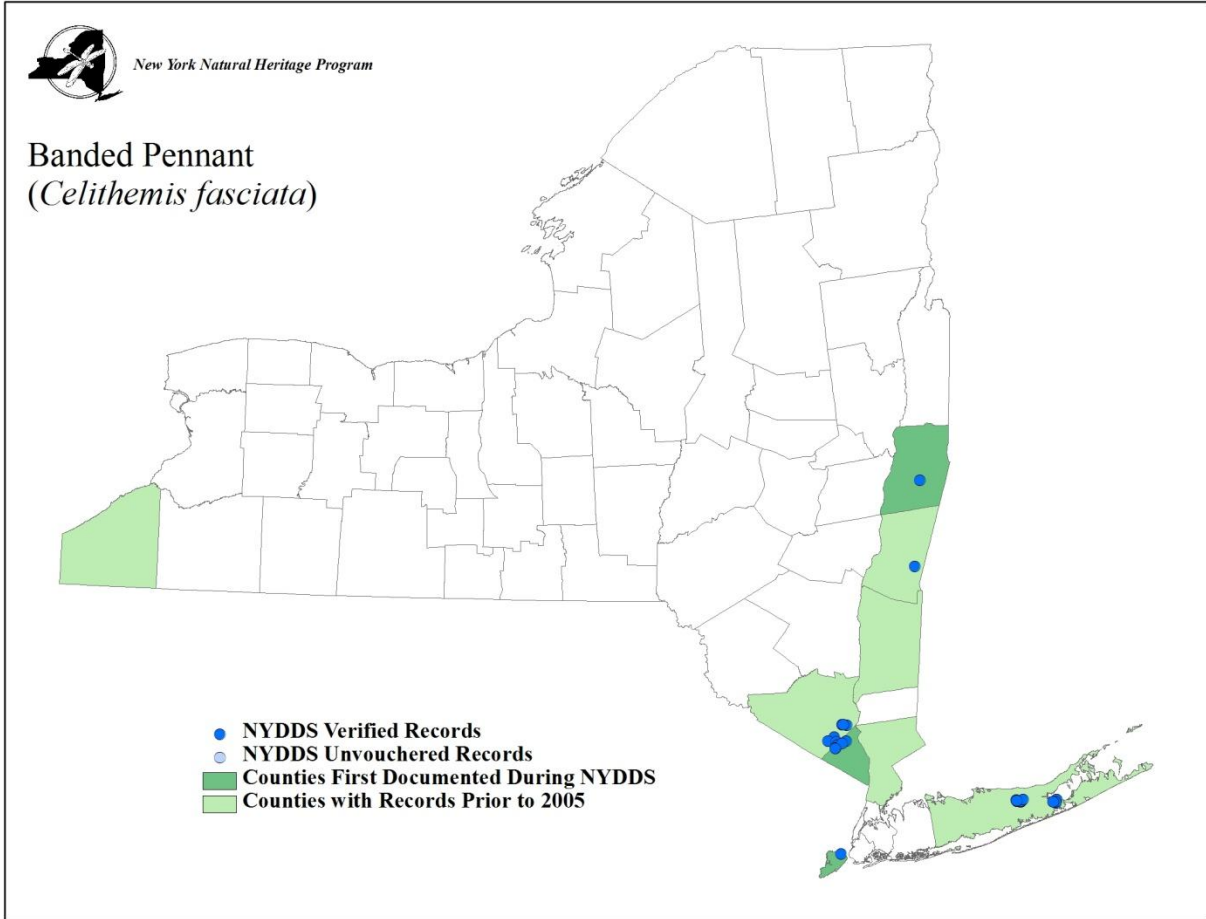 New York Natural Heritage Program
Banded Pennant
(Celithemis fasciata)
NYDDS Verified Records
NYDDS Unvouchered Records
Counties First Documented During NYDDS
Counties with Records Prior to 2005